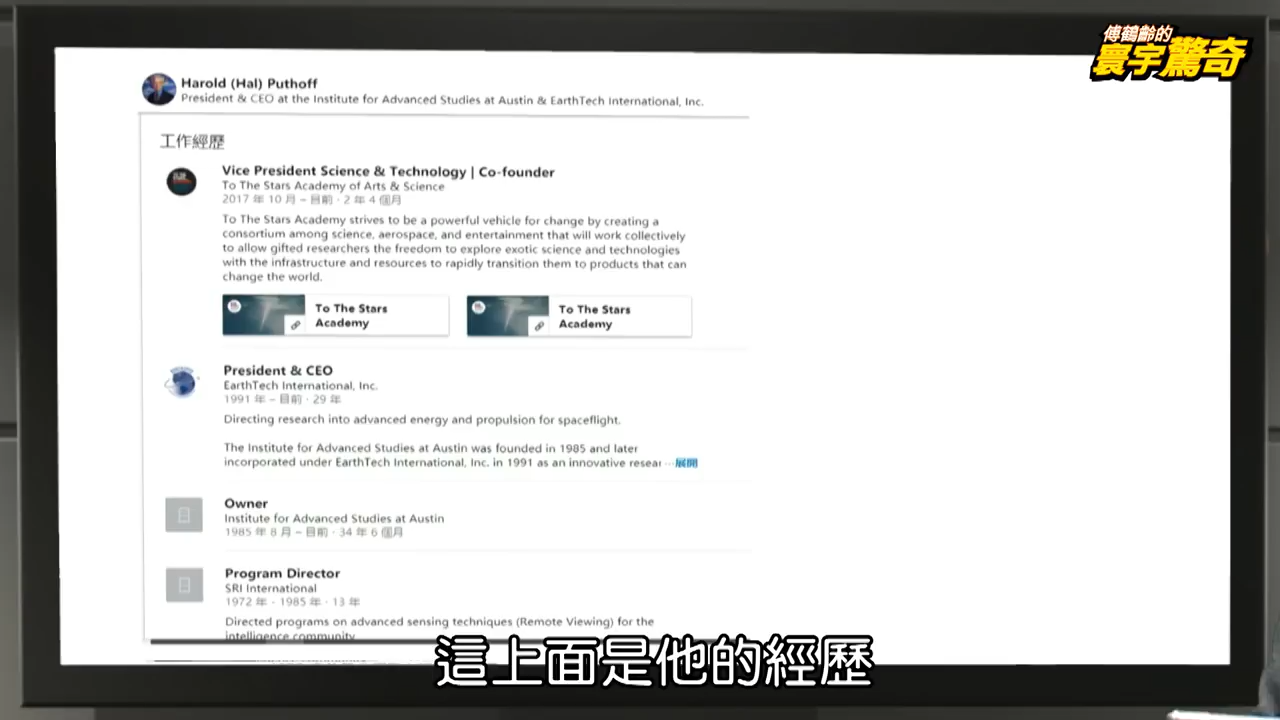 傅鶴齡的
寰宇驚奇
Harold (Hal) Puthoff
President & CEO at the Institute for Advanced Studies at Austin & EarthTech International, Inc.
工作經歷
Vice President Science & Technology | Co-founder
To The Stars Academy of Arts & Science
2017 年 10 月 – 目前 · 2 年 4 個月
To The Stars Academy strives to be a powerful vehicle for change by creating a
consortium among science, aerospace, and entertainment that will work collectively
to allow gifted researchers the freedom to explore exotic science and technologies
with the infrastructure and resources to rapidly transition them to products that can
change the world.
To The Stars
Academy
To The Stars
Academy
President & CEO
EarthTech International, Inc.
1991 年 – 目前 · 29 年
Directing research into advanced energy and propulsion for spaceflight.
The Institute for Advanced Studies at Austin was founded in 1985 and later
incorporated under EarthTech International, Inc. in 1991 as an innovative resear ···展開
Owner
Institute for Advanced Studies at Austin
1985 年 8 月 – 目前 · 34 年 6 個月
Program Director
SRI International
1972 年 - 1985 年 · 13 年
Directed programs on advanced sensing techniques (Remote Viewing) for the
intelligence community
這上面是他的經歷